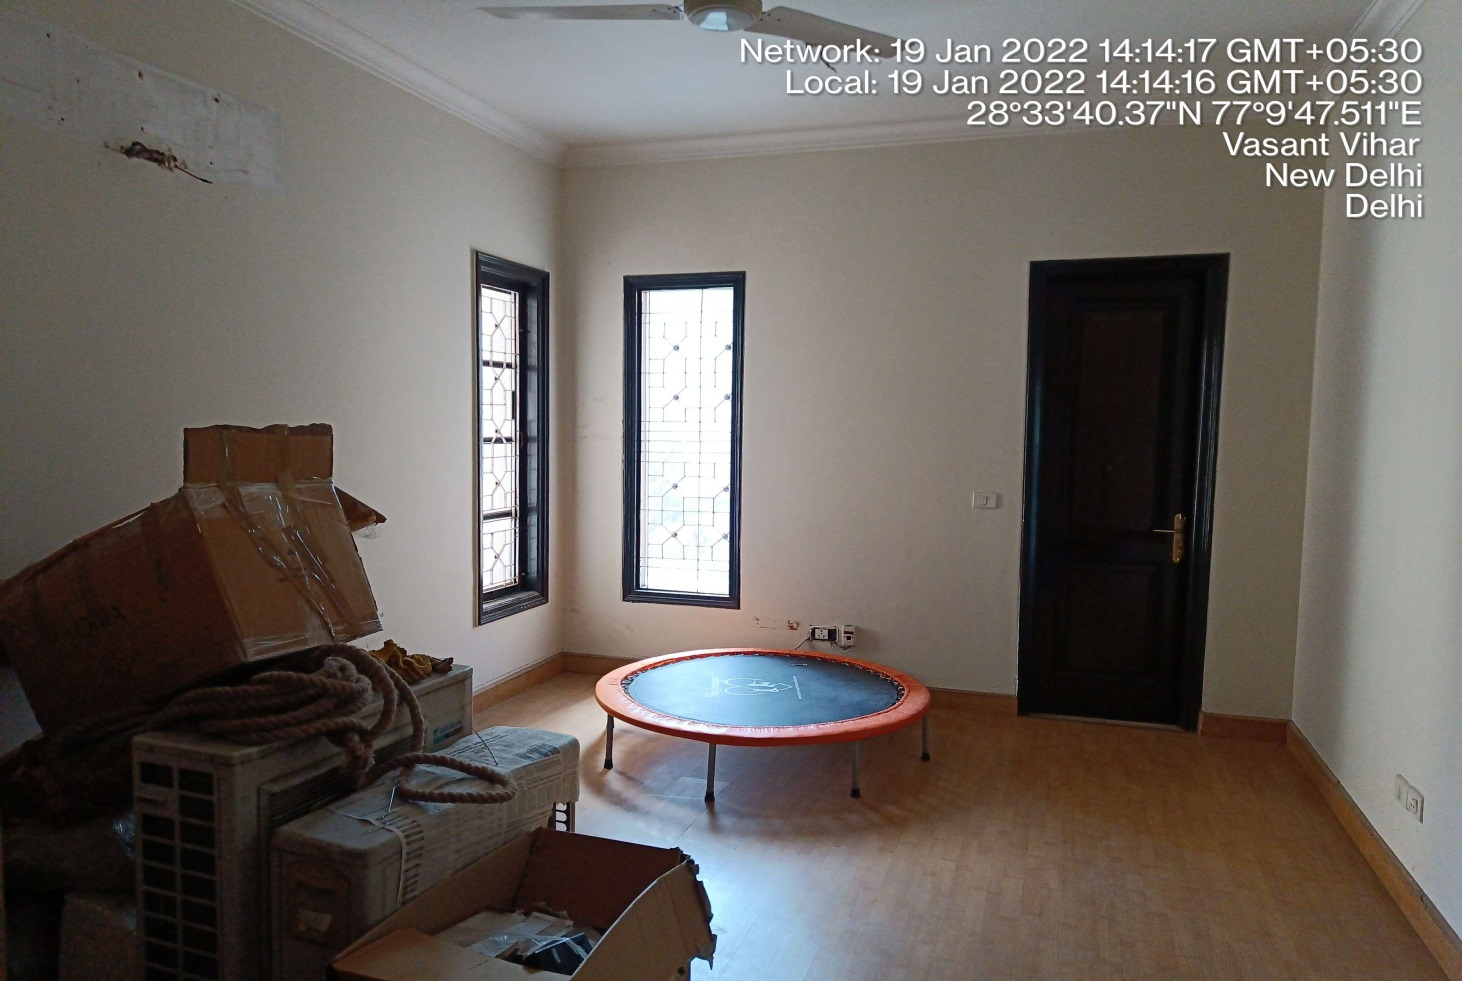 Network: 19 Jan 2022 14:14:17 GMT+05:30
Local: 19 Jan 2022 14:14:16 GMT+05:30
28°33'40.37"N 77°9'47.511"E
Vasant Vihar
New Delhi
Delhi